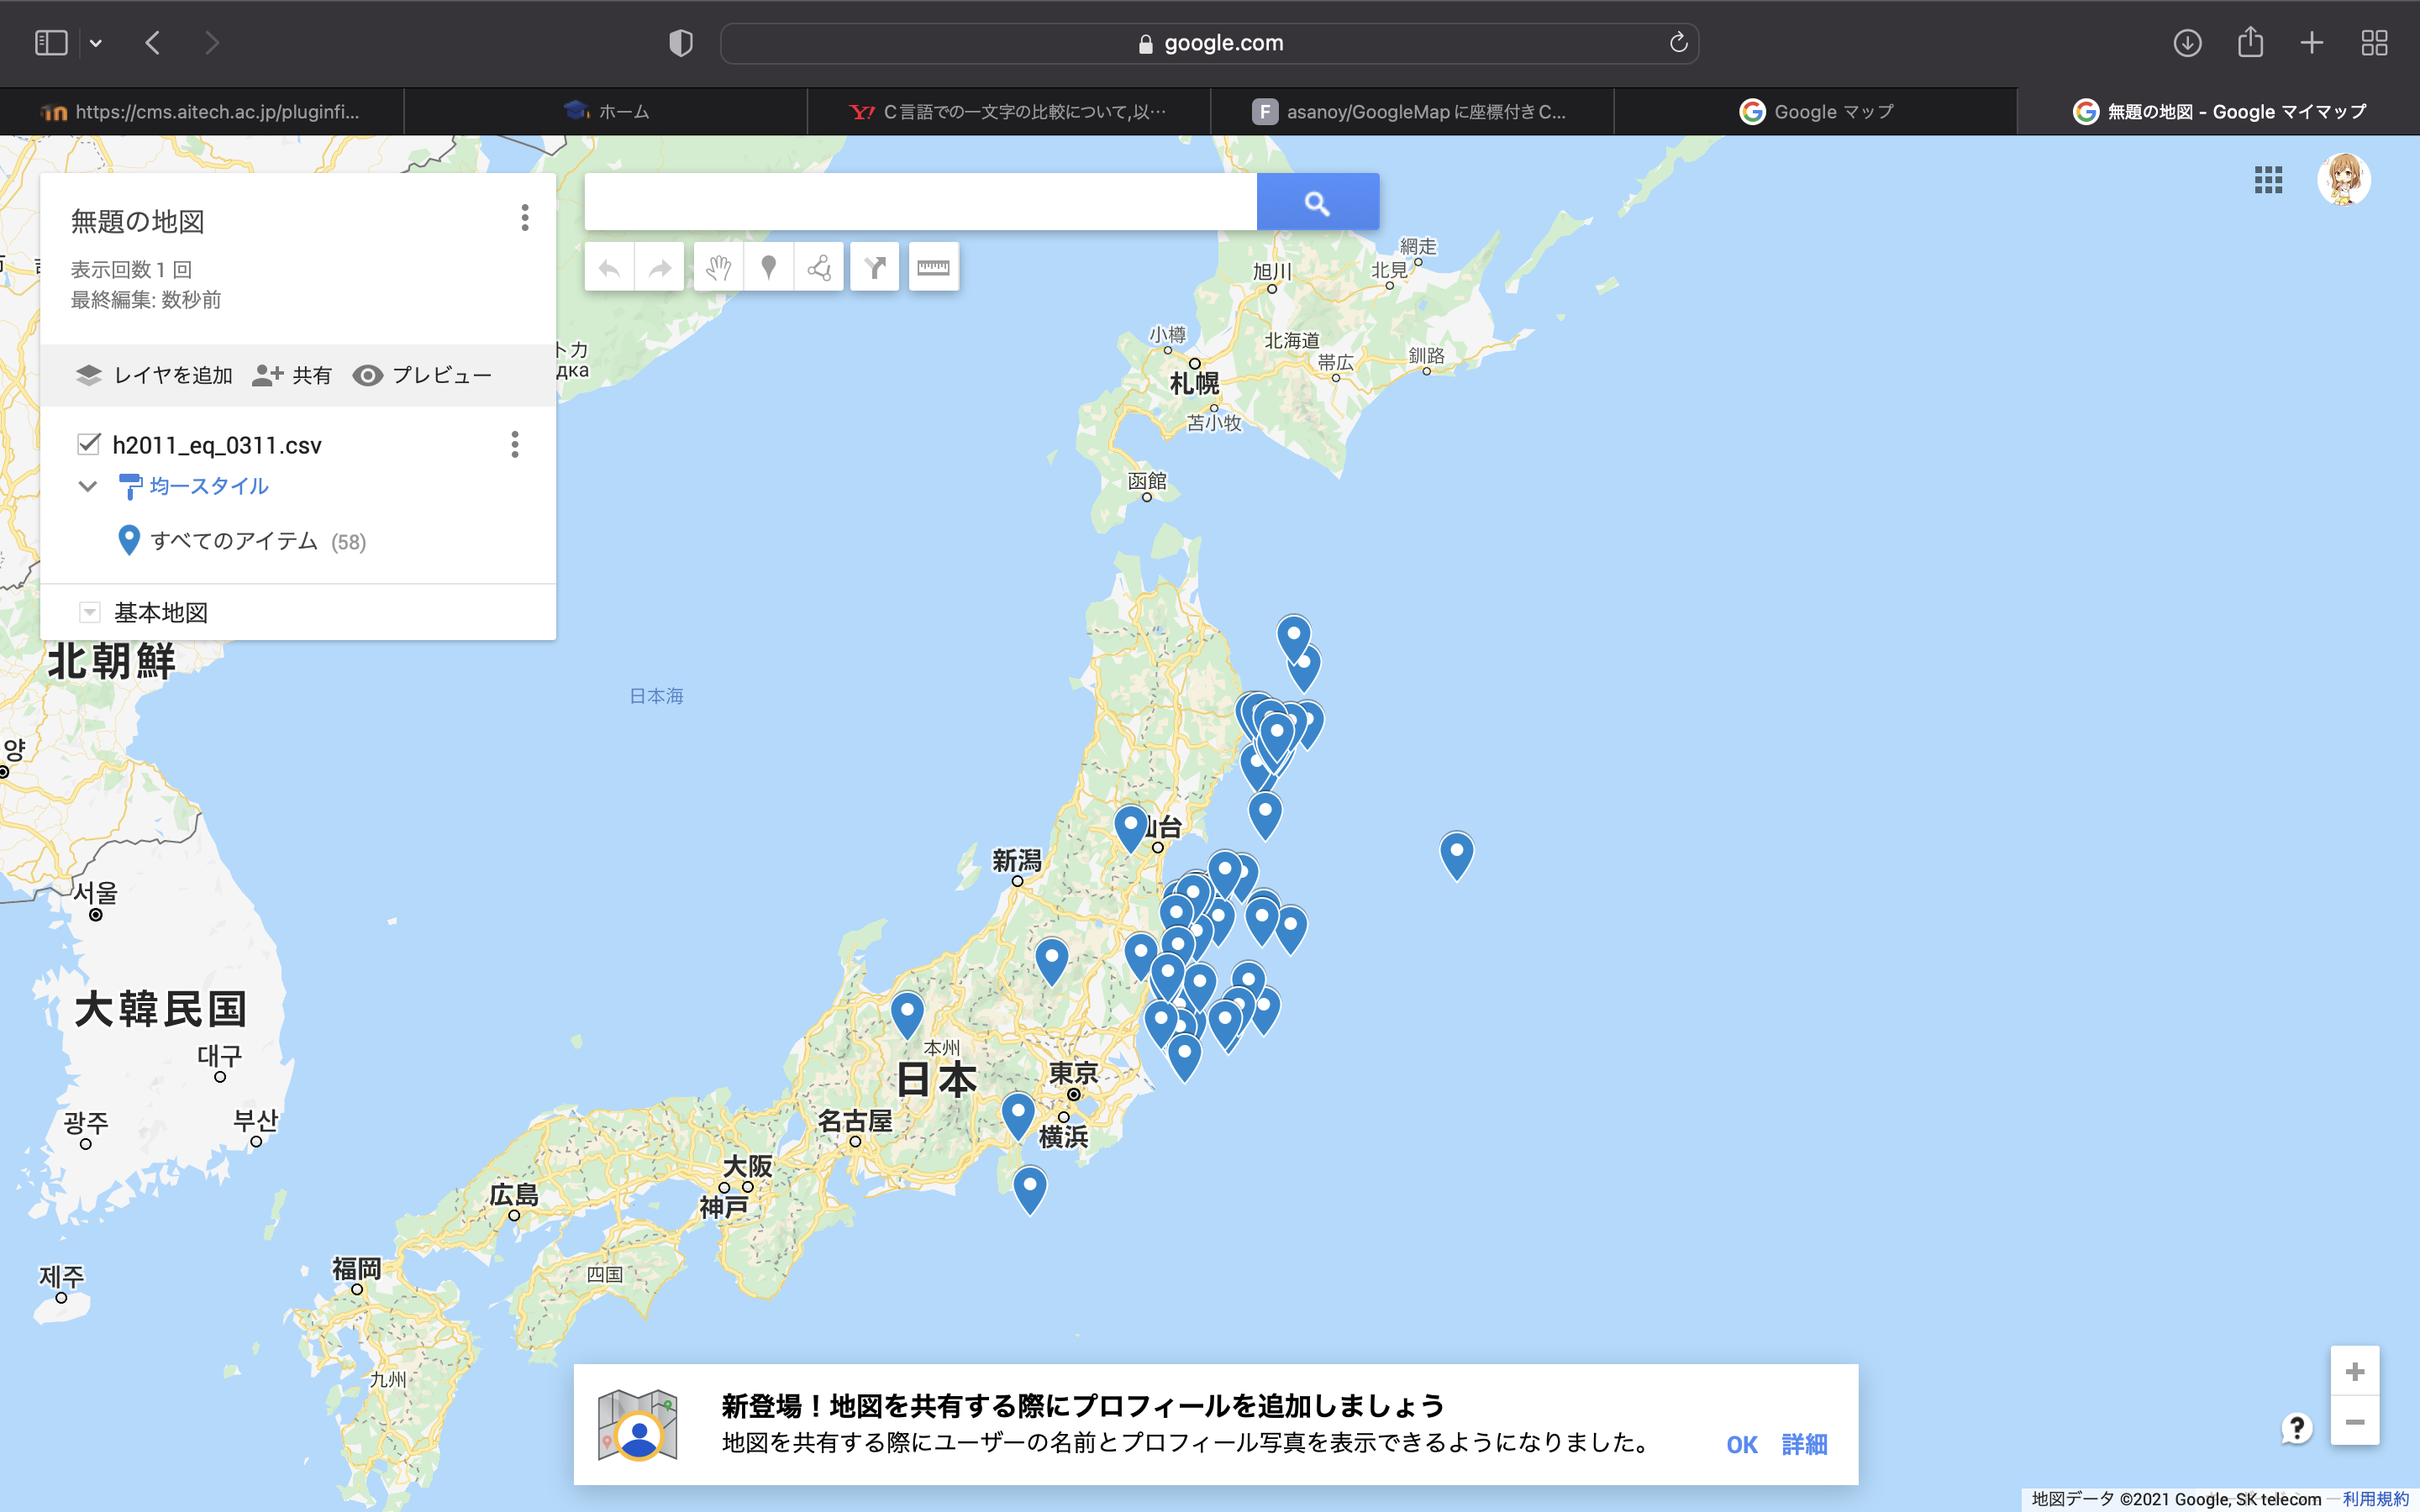 google.com
https://cms.aitech.ac.jp/pluginfi...
ホーム
C言語での一文字の比較について,以…
asanoy/GoogleMapに座標付きC...
Google マップ
無題の地図 - Google マイマップ
無題の地図
表示回数 1 回
最終編集: 数秒前
レイヤを追加
共有
プレビュー
h2011_eq_0311.csv
均一スタイル
すべてのアイテム (58)
基本地図
網走
旭川
北見
小樽
北海道
帯広
釧路
札幌
苫小牧
函館
北朝鮮
日本海
양
仙台
新潟
서울
大韓民国
대구
本州
日本
東京
광주
부산
名古屋
横浜
大阪
広島
神戸
福岡
四国
제주
九州
新登場！地図を共有する際にプロフィールを追加しましょう
地図を共有する際にユーザーの名前とプロフィール写真を表示できるようになりました。
OK
詳細
地図データ ©2021 Google, SK telecom
利用規約